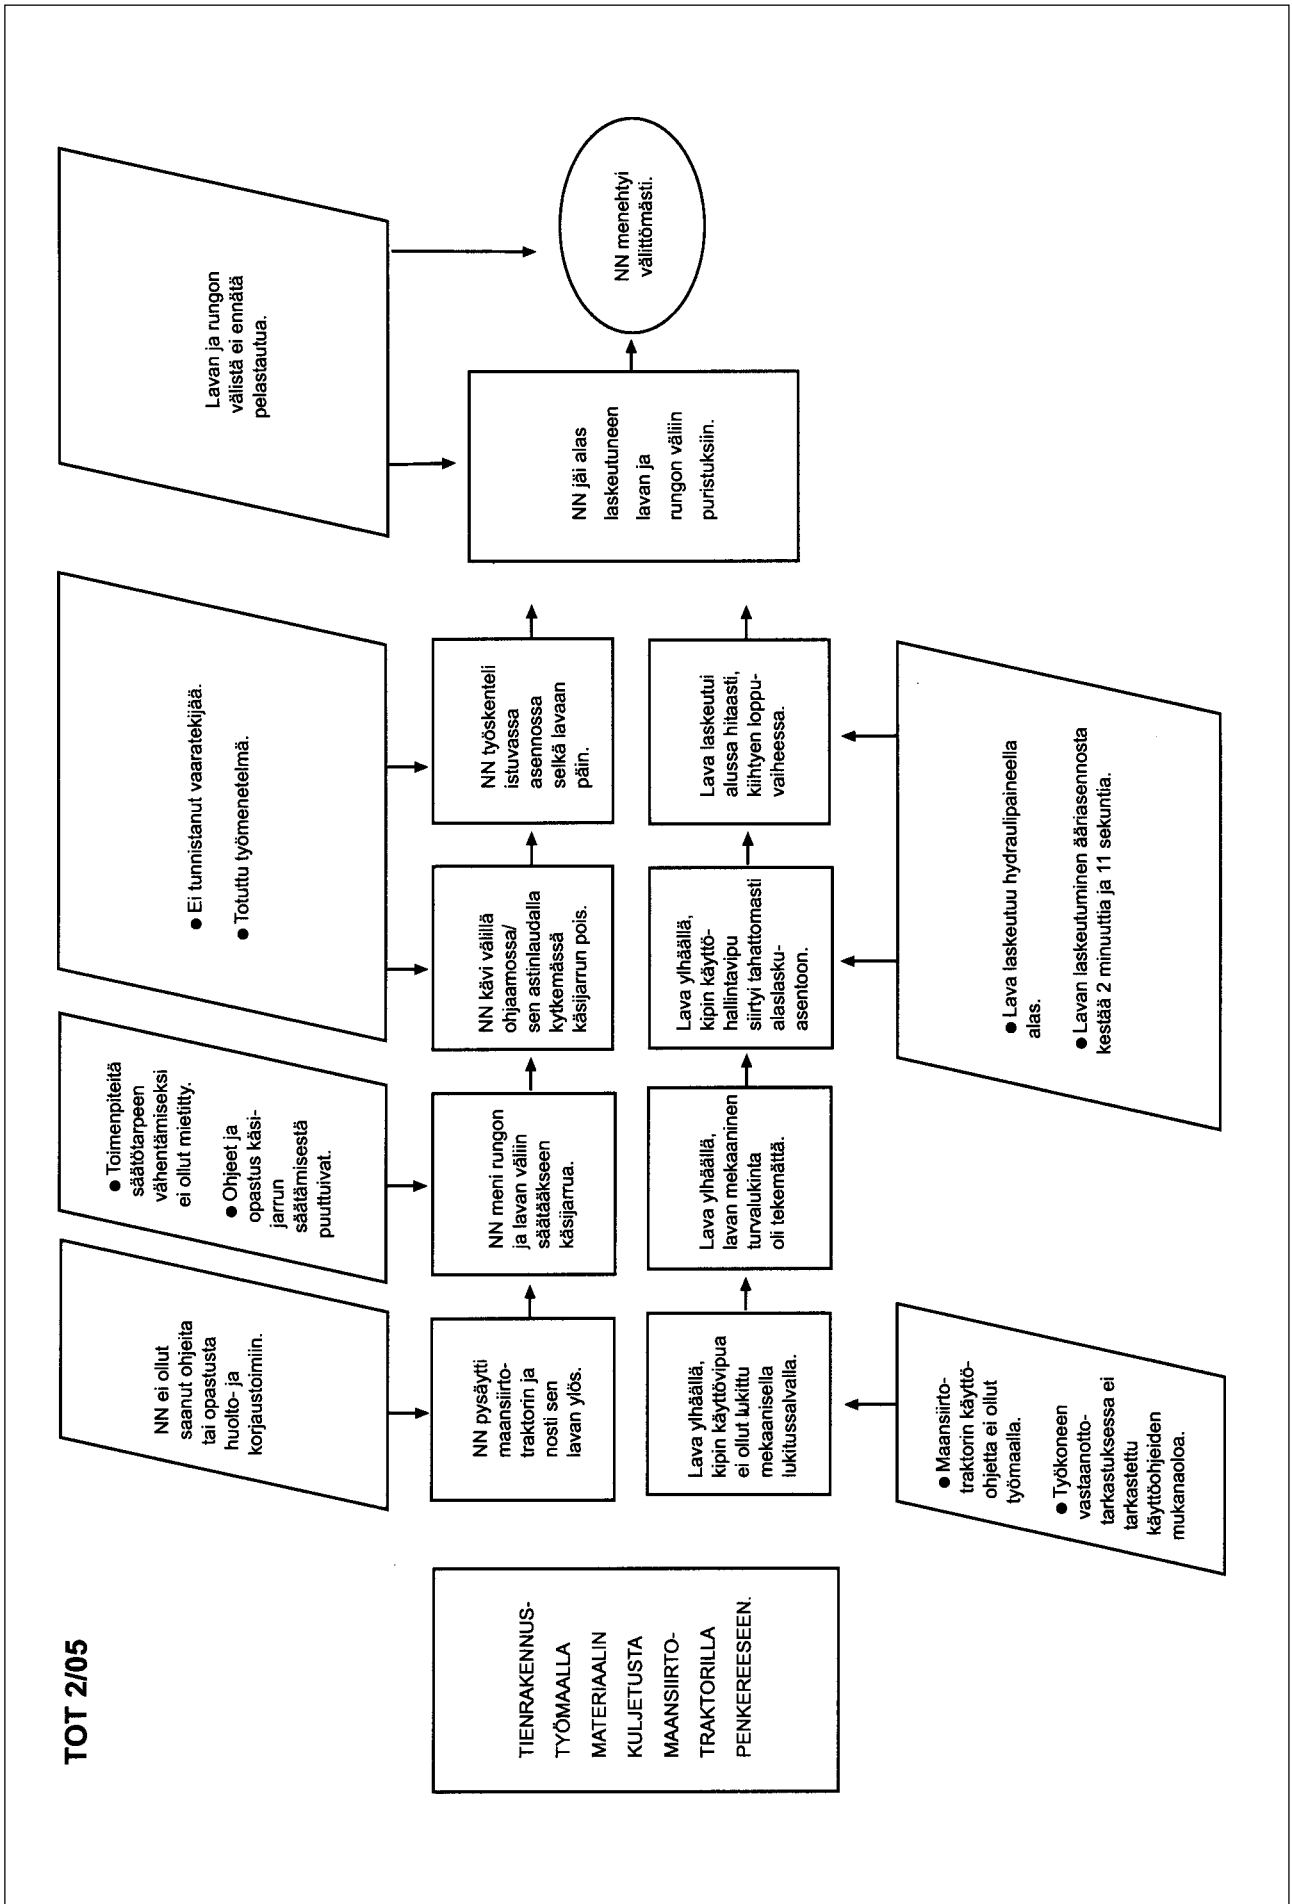 TOT 2/05
TIENRAKENNUS-
TYÖMAALLA
MATERIAALIN
KULJETUSTA
MAANSIIRTO-
TRAKTORILLA
PENKEREESEEN.
NN ei ollut
saanut ohjeita
tai opastusta
huolto- ja
korjaustoimiin.
● Toimenpiteitä
säätötarpeen
vähentämiseksi
ei ollut mietitty.
● Ohjeet ja
opastus käsi-
jarrun
säätämisestä
puuttuivat.
● Ei tunnistanut vaaratekijää.
● Totuttu työmenetelmä.
Lavan ja rungon
välistä ei ennätä
pelastautua.
NN pysäytti
maansiirto-
traktorin ja
nosti sen
lavan ylös.
NN meni rungon
ja lavan väliin
säätääkseen
käsijarrua.
NN kävi välillä
ohjaamossa/
sen astinlaudalla
kytkemässä
käsijarrun pois.
NN työskenteli
istuvassa
asennossa
selkä lavaan
päin.
NN jäi alas
laskeutuneen
lavan ja
rungon väliin
puristuksiin.
NN menehtyi
välittömästi.
Lava ylhäällä,
kipin käyttövipua
ei ollut lukittu
mekaanisella
lukitussalvalla.
Lava ylhäällä,
lavan mekaaninen
turvalukinta
oli tekemättä.
Lava ylhäällä,
kipin käyttö-
hallintavipu
siirtyi tahattomasti
alaslasku-
asentoon.
Lava laskeutui
alussa hitaasti,
kiihtyen loppu-
vaiheessa.
● Maansiirto-
traktorin käyttö-
ohjetta ei ollut
työmaalla.
● Työkoneen
vastaanotto-
tarkastuksessa ei
tarkastettu
käyttöohjeiden
mukanaoloa.
● Lava laskeutuu hydraulipaineella
alas.
● Lavan laskeutuminen ääriasennosta
kestää 2 minuuttia ja 11 sekuntia.